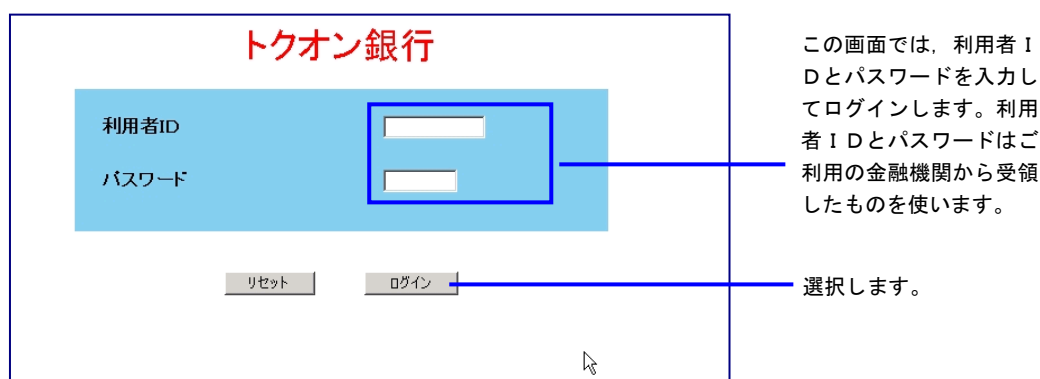 トクオン銀行
利用者ID
パスワード
リセット
ログイン
この画面では，利用者Ｉ
Ｄとパスワードを入力し
てログインします。利用
者ＩＤとパスワードはご
利用の金融機関から受領
したものを使います。
選択します。